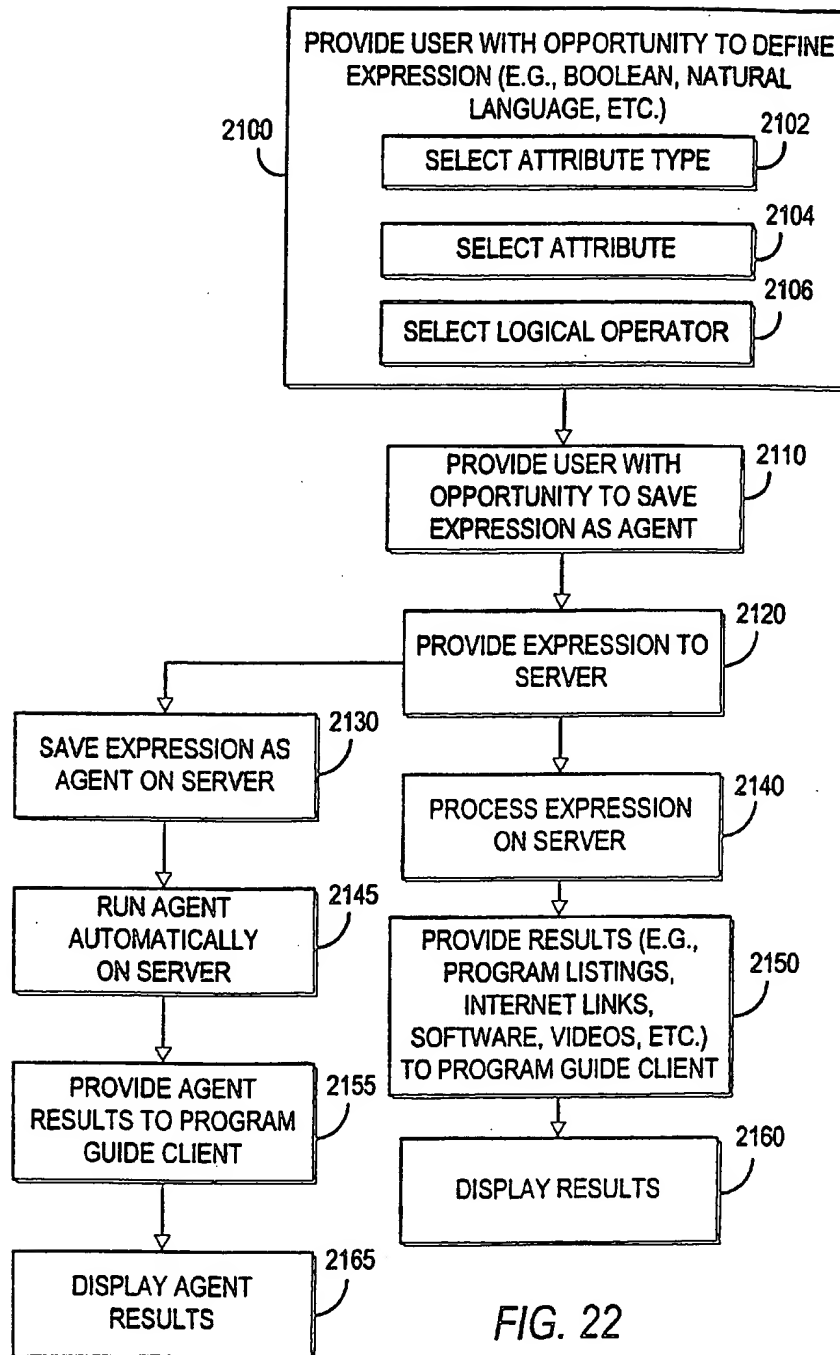 PROVIDE USER WITH OPPORTUNITY TO DEFINE
EXPRESSION (E.G., BOOLEAN, NATURAL
LANGUAGE, ETC.)
2100
2102
SELECT ATTRIBUTE TYPE
2104
SELECT ATTRIBUTE
2106
SELECT LOGICAL OPERATOR
2110
PROVIDE USER WITH
OPPORTUNITY TO SAVE
EXPRESSION AS AGENT
2120
PROVIDE EXPRESSION TO
SERVER
2130
SAVE EXPRESSION AS
AGENT ON SERVER
2140
PROCESS EXPRESSION
ON SERVER
2145
RUN AGENT
AUTOMATICALLY
ON SERVER
2150
PROVIDE RESULTS (E.G.,
PROGRAM LISTINGS,
INTERNET LINKS,
SOFTWARE, VIDEOS, ETC.)
TO PROGRAM GUIDE CLIENT
2155
PROVIDE AGENT
RESULTS TO PROGRAM
GUIDE CLIENT
2160
DISPLAY RESULTS
2165
DISPLAY AGENT
RESULTS
FIG. 22